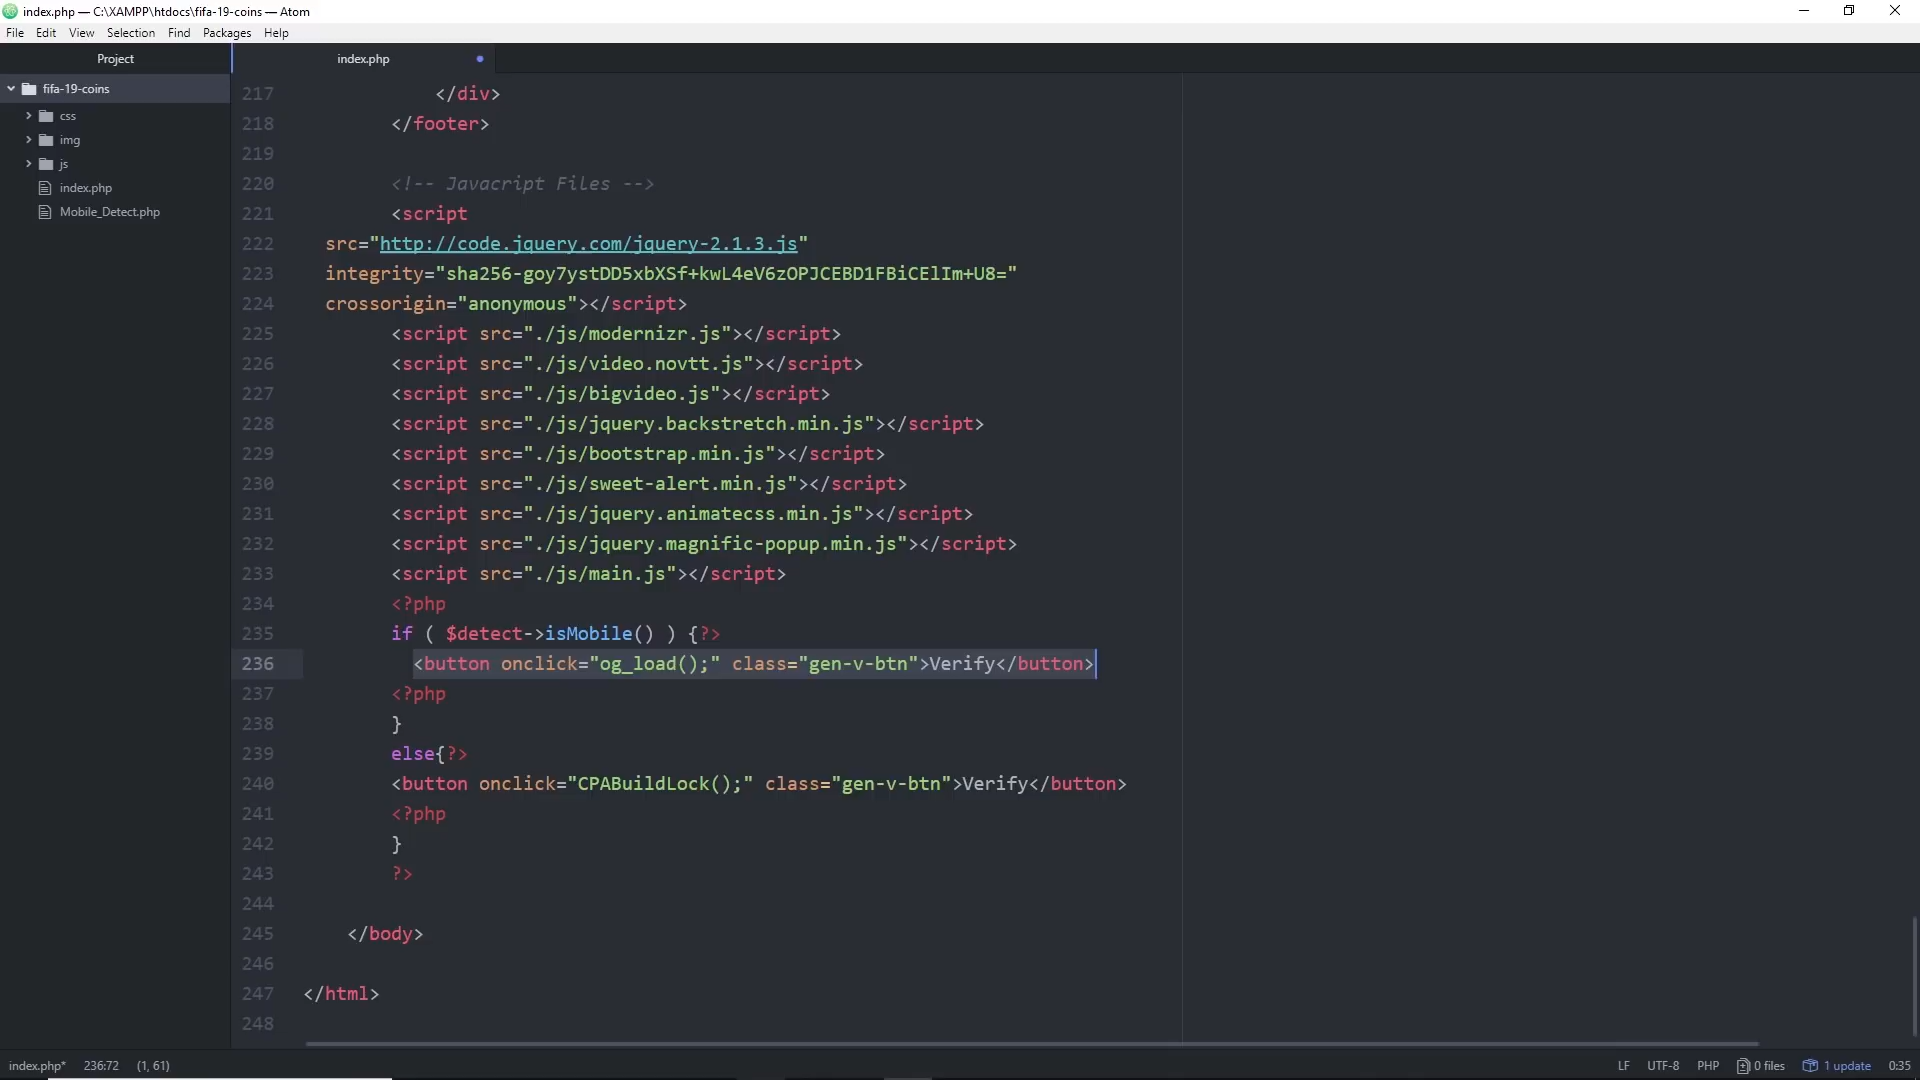 index.php — C:\XAMPP\htdocs\fifa-19-coins — Atom
File Edit View Selection Find Packages Help
Project
index.php
fifa-19-coins
css
img
js
index.php
Mobile_Detect.php
217 </div>
218 </footer>
219
220 <!-- Javacript Files -->
221 <script
222 src="http://code.jquery.com/jquery-2.1.3.js"
223 integrity="sha256-goy7ystDD5xbXSf+kwL4eV6zOPJCEBD1FBiCElIm+U8="
224 crossorigin="anonymous"></script>
225 <script src="./js/modernizr.js"></script>
226 <script src="./js/video.novtt.js"></script>
227 <script src="./js/bigvideo.js"></script>
228 <script src="./js/jquery.backstretch.min.js"></script>
229 <script src="./js/bootstrap.min.js"></script>
230 <script src="./js/sweet-alert.min.js"></script>
231 <script src="./js/jquery.animatecss.min.js"></script>
232 <script src="./js/jquery.magnific-popup.min.js"></script>
233 <script src="./js/main.js"></script>
234 <?php
235 if ( $detect->isMobile() ) {?>
236 <button onclick="og_load();" class="gen-v-btn">Verify</button>
237 <?php
238 }
239 else{?>
240 <button onclick="CPABuildLock();" class="gen-v-btn">Verify</button>
241 <?php
242 }
243 ?>
244
245 </body>
246
247 </html>
248
index.php* 236:72 (1, 61) LF UTF-8 PHP 0 files 1 update 0:35